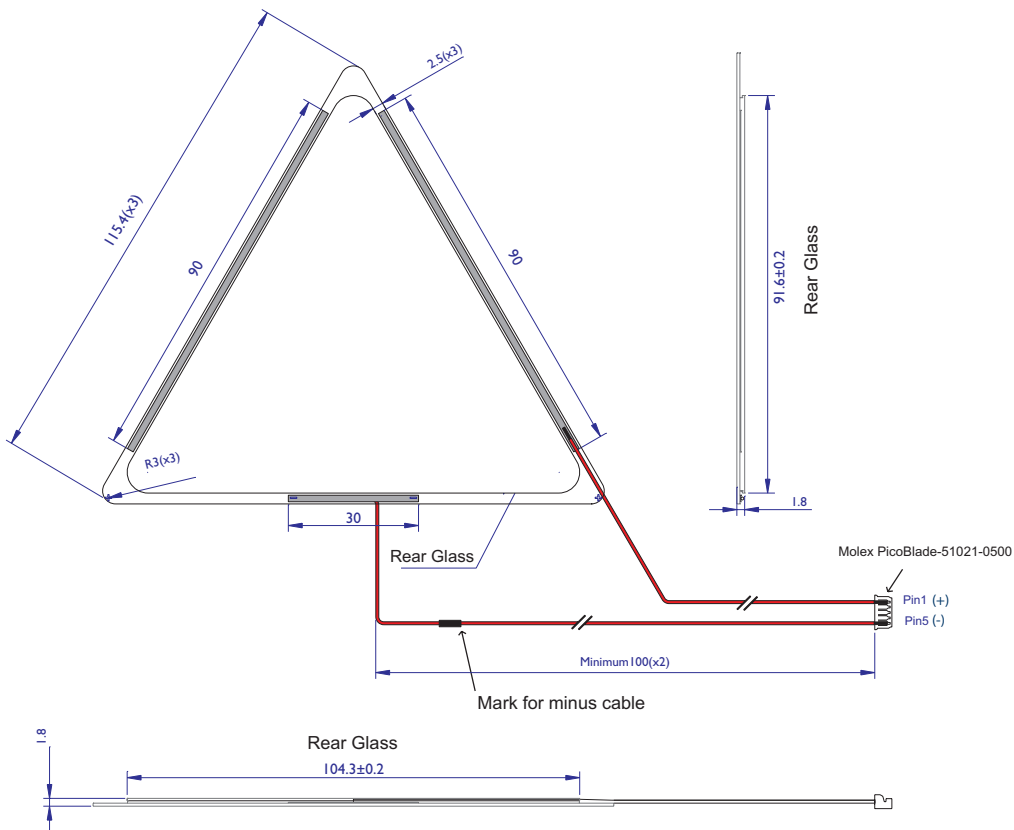 2.5(x3)
115.4(x3)
90
90
91.6±0.2
Rear Glass
R3(x3)
30
1.8
Rear Glass
Molex PicoBlade-51021-0500
Pin1 (+)
Pin5 (-)
Minimum100(x2)
Mark for minus cable
1.8
Rear Glass
104.3±0.2